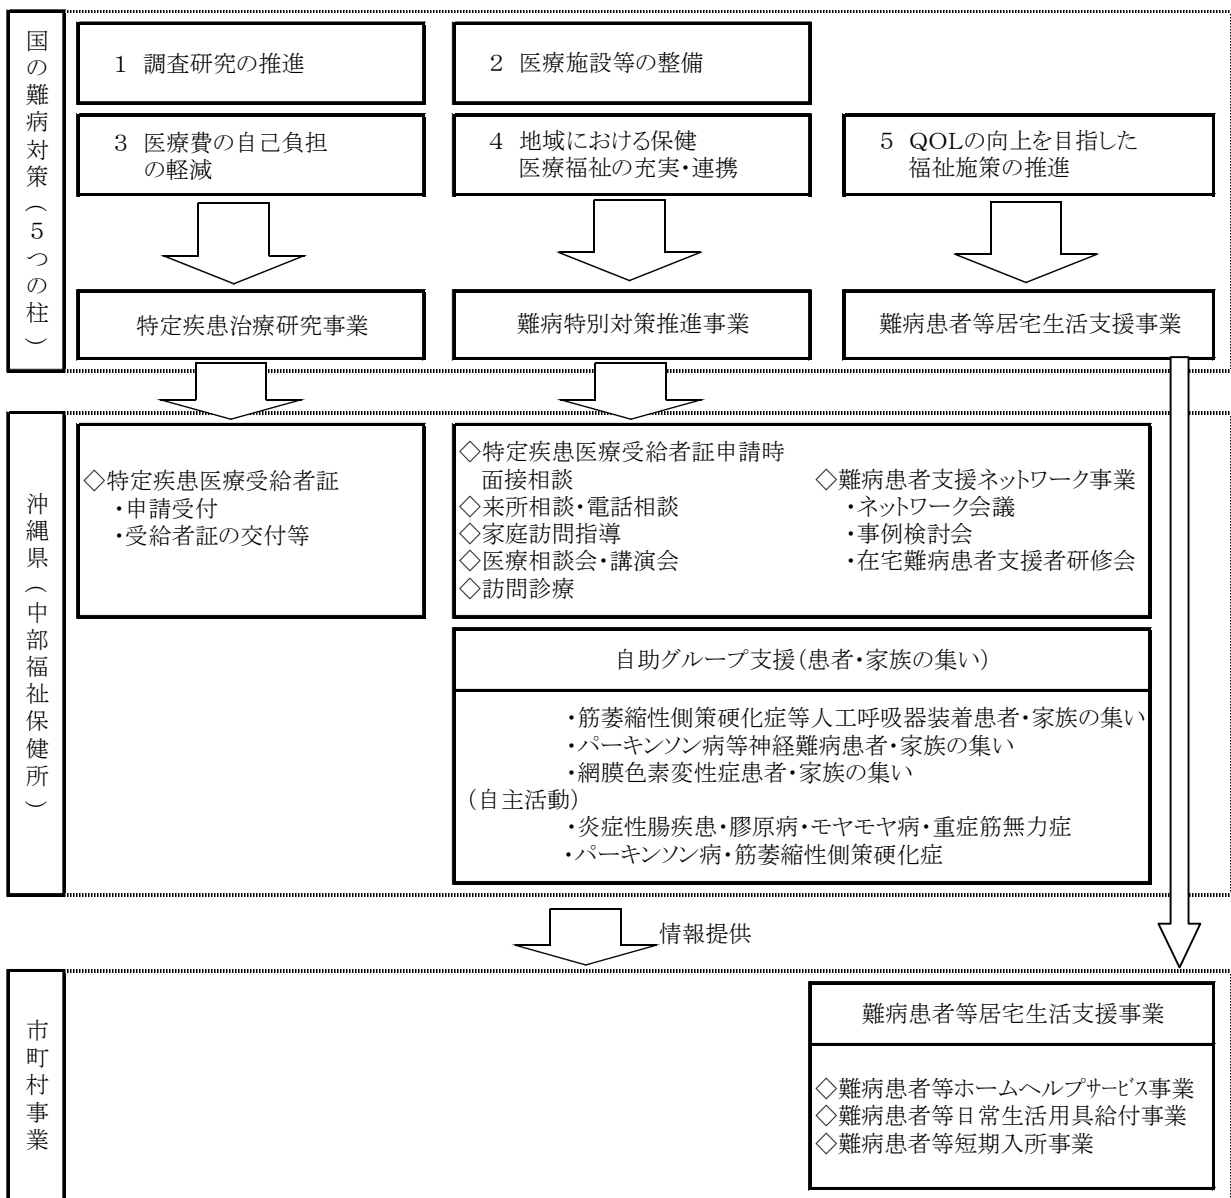 国の難病対策（５つの柱）
１ 調査研究の推進
２ 医療施設等の整備
３ 医療費の自己負担
の軽減
４ 地域における保健
医療福祉の充実・連携
５ QOLの向上を目指した
福祉施策の推進
特定疾患治療研究事業
難病特別対策推進事業
難病患者等居宅生活支援事業
沖縄県（中部福祉保健所）
◇特定疾患医療受給者証
・申請受付
・受給者証の交付等
◇特定疾患医療受給者証申請時
面接相談
◇来所相談・電話相談
◇家庭訪問指導
◇医療相談会・講演会
◇訪問診療
◇難病患者支援ネットワーク事業
・ネットワーク会議
・事例検討会
・在宅難病患者支援者研修会
自助グループ支援（患者・家族の集い）
・筋萎縮性側策硬化症等人工呼吸器装着患者・家族の集い
・パーキンソン病等神経難病患者・家族の集い
・網膜色素変性症患者・家族の集い
（自主活動）
・炎症性腸疾患・膠原病・モヤモヤ病・重症筋無力症
・パーキンソン病・筋萎縮性側策硬化症
情報提供
市町村事業
難病患者等居宅生活支援事業
◇難病患者等ホームヘルプサービス事業
◇難病患者等日常生活用具給付事業
◇難病患者等短期入所事業